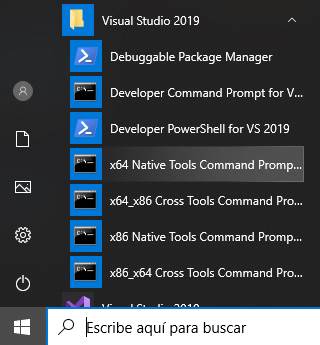 Visual Studio 2019
Debuggable Package Manager
Developer Command Prompt for V...
Developer PowerShell for VS 2019
x64 Native Tools Command Promp...
x64_x86 Cross Tools Command Pro...
x86 Native Tools Command Promp...
x86_x64 Cross Tools Command Pro...
Visual Studio 2019
Escribe aquí para buscar